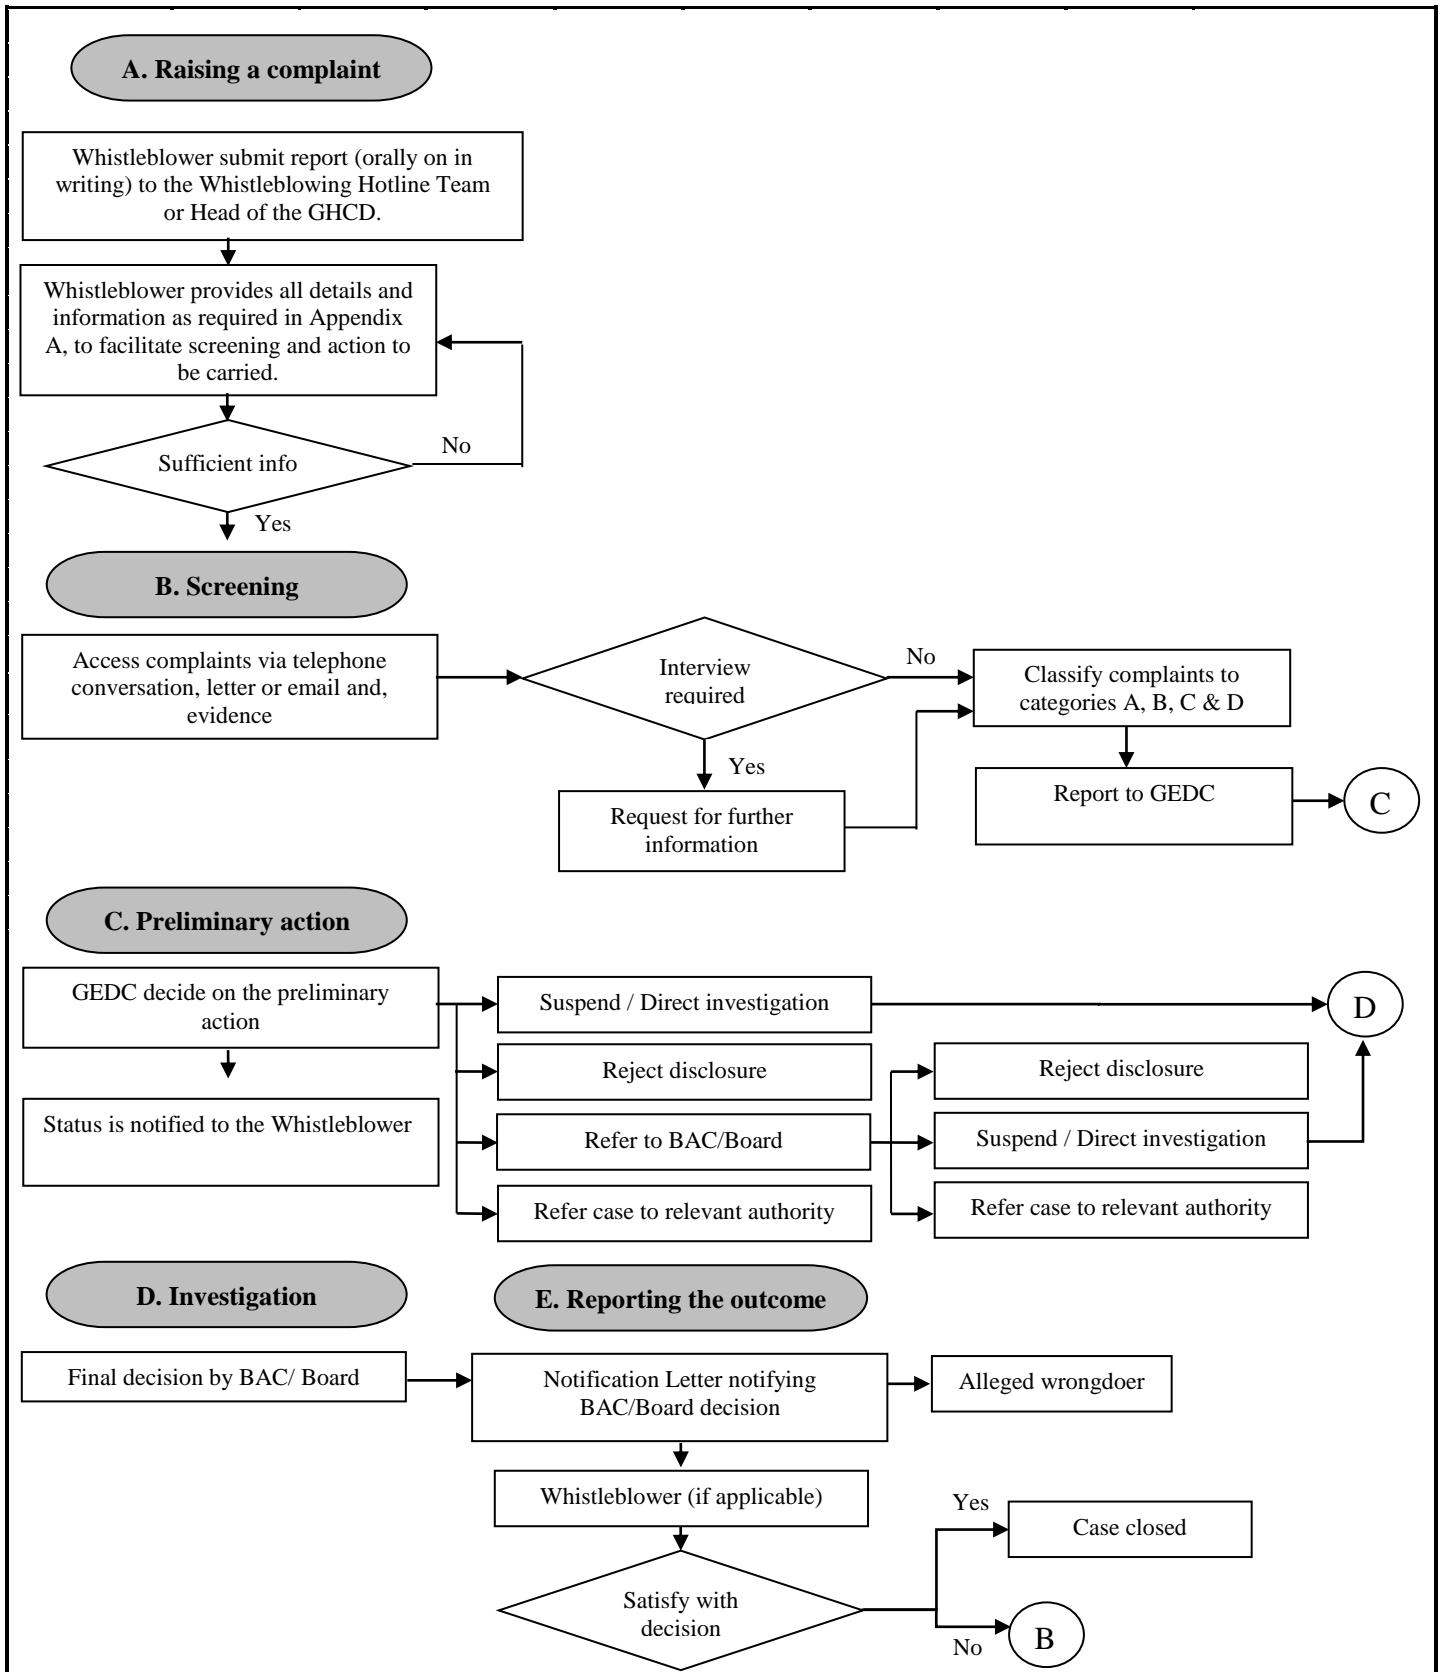 A. Raising a complaint
Whistleblower submit report (orally on in
writing) to the Whistleblowing Hotline Team
or Head of the GHCD.
Whistleblower provides all details and
information as required in Appendix
A, to facilitate screening and action to
be carried.
Sufficient info
No
Yes
B. Screening
Access complaints via telephone
conversation, letter or email and,
evidence
Interview
required
No
Yes
Request for further
information
Classify complaints to
categories A, B, C & D
Report to GEDC
C
C. Preliminary action
GEDC decide on the preliminary
action
Status is notified to the Whistleblower
Suspend / Direct investigation
Reject disclosure
Refer to BAC/Board
Refer case to relevant authority
D
Reject disclosure
Suspend / Direct investigation
Refer case to relevant authority
D. Investigation
Final decision by BAC/ Board
E. Reporting the outcome
Notification Letter notifying
BAC/Board decision
Alleged wrongdoer
Whistleblower (if applicable)
Satisfy with
decision
Yes
Case closed
No
B